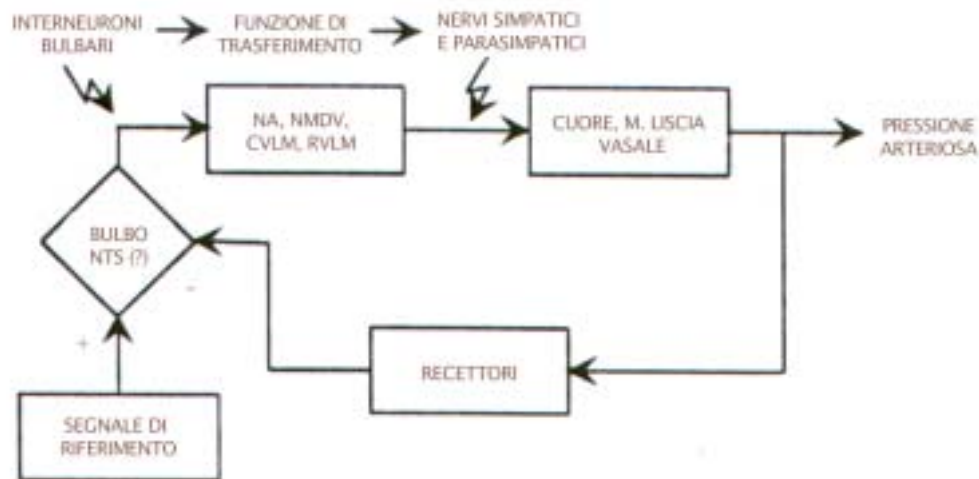 INTERNEURONI
BULBARI
FUNZIONE DI
TRASFERIMENTO
NERVI SIMPATICI
E PARASIMPATICI
NA, NMDV,
CVLM, RVLM
CUORE, M. LISCIA
VASALE
PRESSIONE
ARTERIOSA
BULBO
NTS (?)
-
+
RECETTORI
SEGNALE DI
RIFERIMENTO